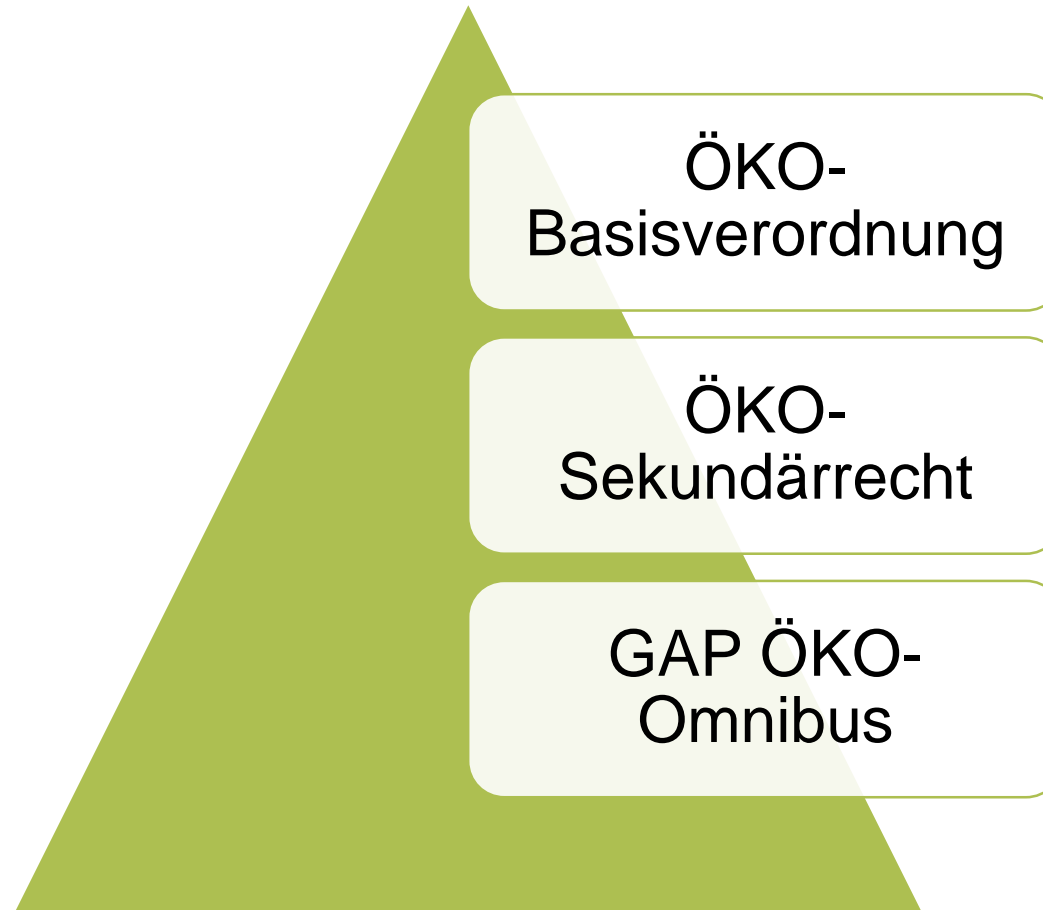 ÖKO-
Basisverordnung
ÖKO-
Sekundärrecht
GAP ÖKO-
Omnibus